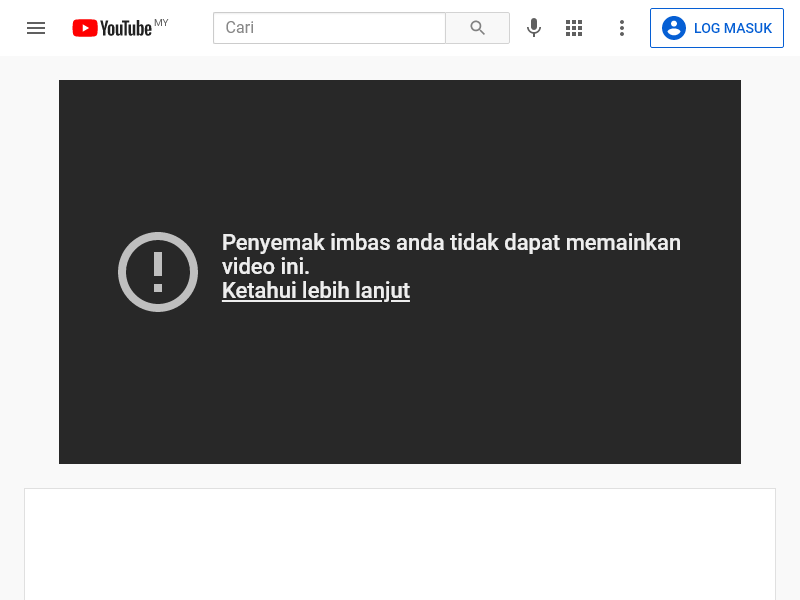 YouTube MY
Cari
LOG MASUK
Penyemak imbas anda tidak dapat memainkan
video ini.
Ketahui lebih lanjut